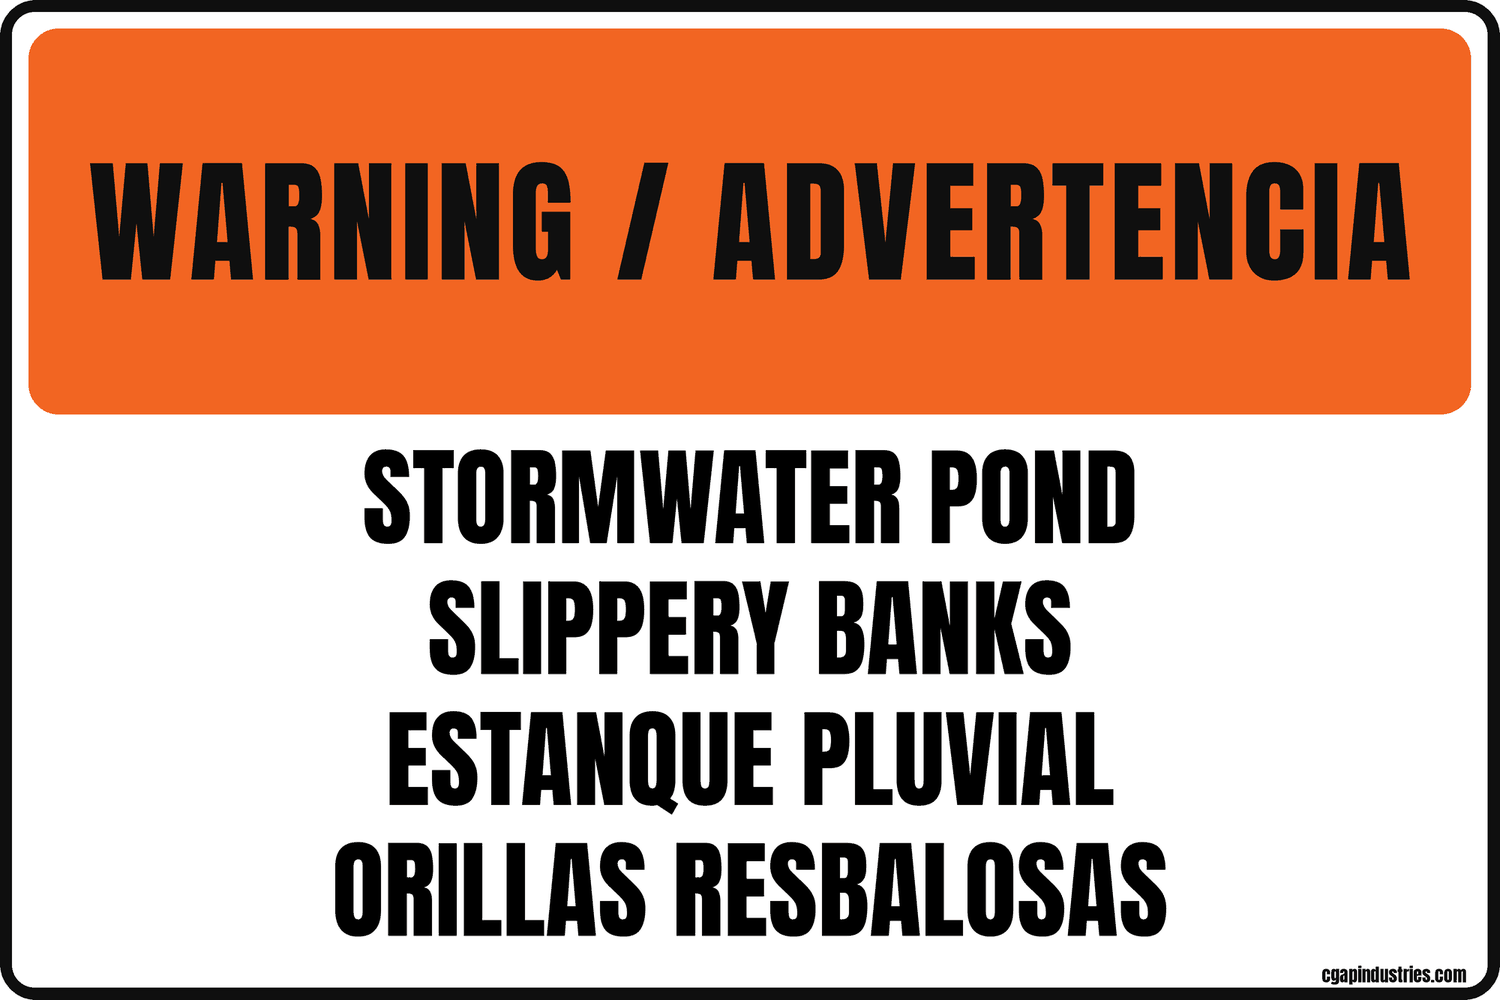 WARNING / ADVERTENCIA
STORMWATER POND
SLIPPERY BANKS
ESTANQUE PLUVIAL
ORILLAS RESBALOSAS
cgapindustries.com